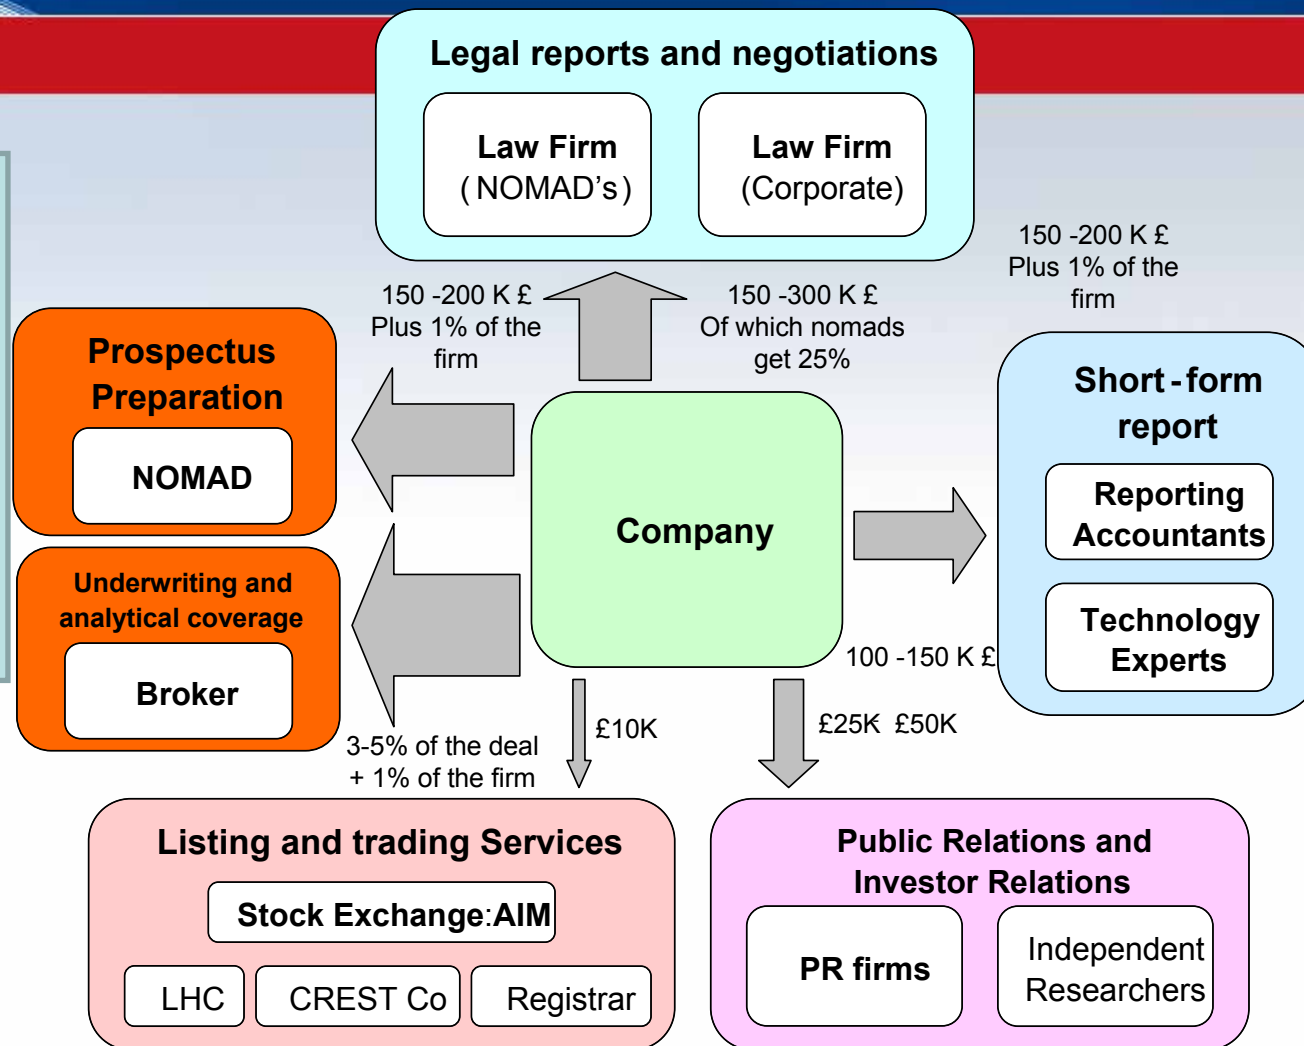 Legal reports and negotiations
Law Firm
(NOMAD's)
Law Firm
(Corporate)
150 -200 K £
Plus 1% of the
firm
150 -300 K £
Of which nomads
get 25%
150 -200 K £
Plus 1% of the
firm
Prospectus
Preparation
NOMAD
Short-form
report
Reporting
Accountants
Technology
Experts
Company
Underwriting and
analytical coverage
Broker
100 -150 K £
3-5% of the deal
+ 1% of the firm
£10K
£25K £50K
Listing and trading Services
Stock Exchange:AIM
LHC
CREST Co
Registrar
Public Relations and
Investor Relations
PR firms
Independent
Researchers